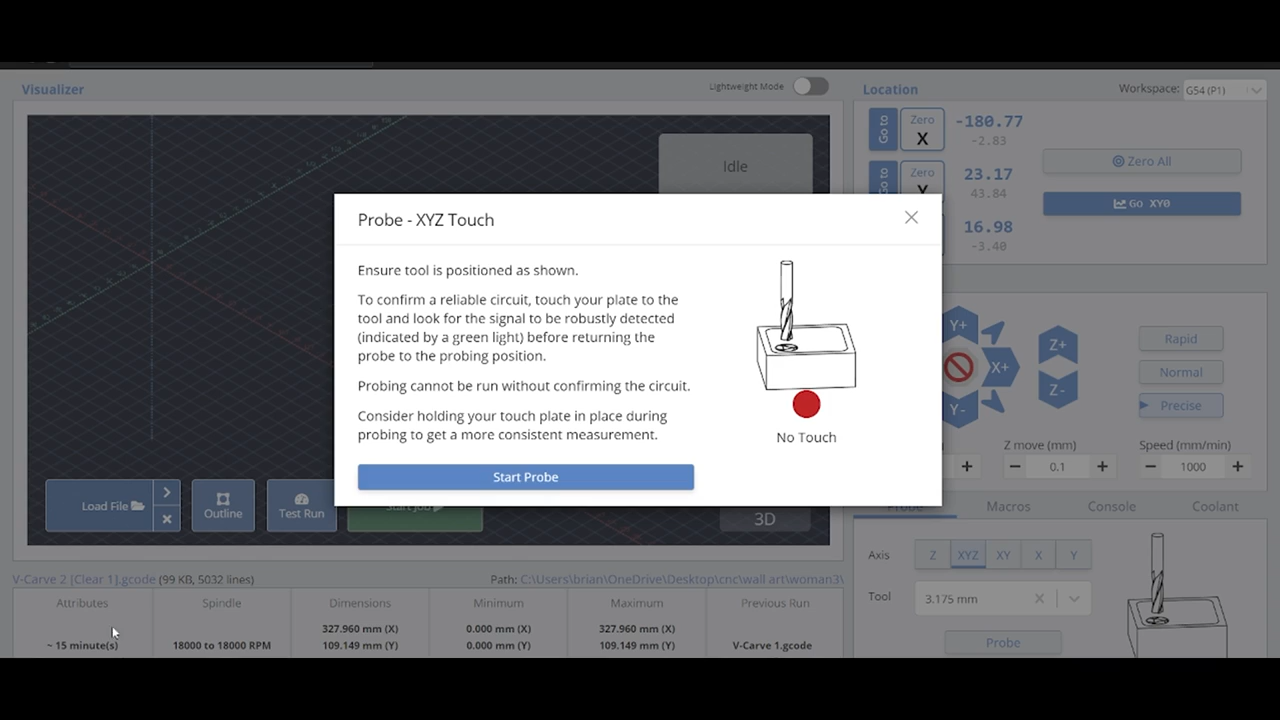 Visualizer
Lightweight Mode
Location
Workspace: G54 (P1)
Idle
Go to
Zero
X
-180.77
-2.83
Go to
Zero
Y
23.17
43.84
16.98
-3.40
Zero All
Go XY0
Probe - XYZ Touch
Ensure tool is positioned as shown.
To confirm a reliable circuit, touch your plate to the
tool and look for the signal to be robustly detected
(indicated by a green light) before returning the
probe to the probing position.
Probing cannot be run without confirming the circuit.
Consider holding your touch plate in place during
probing to get a more consistent measurement.
Start Probe
No Touch
Y+
X+
Y-
Z+
Z-
Rapid
Normal
Precise
Z move (mm)
0.1
Speed (mm/min)
1000
Load File
Outline
Test Run
Start Job
3D
Probe
Macros
Console
Coolant
Axis
Z
XYZ
XY
X
Y
Tool
3.175 mm
Probe
V-Carve 2 [Clear 1].gcode (99 KB, 5032 lines)
Path: C:\Users\brian\OneDrive\Desktop\cnc\wall art\woman3\
Attributes
Spindle
Dimensions
Minimum
Maximum
Previous Run
327.960 mm (X)
0.000 mm (X)
327.960 mm (X)
~ 15 minute(s)
18000 to 18000 RPM
109.149 mm (Y)
0.000 mm (Y)
109.149 mm (Y)
V-Carve 1.gcode